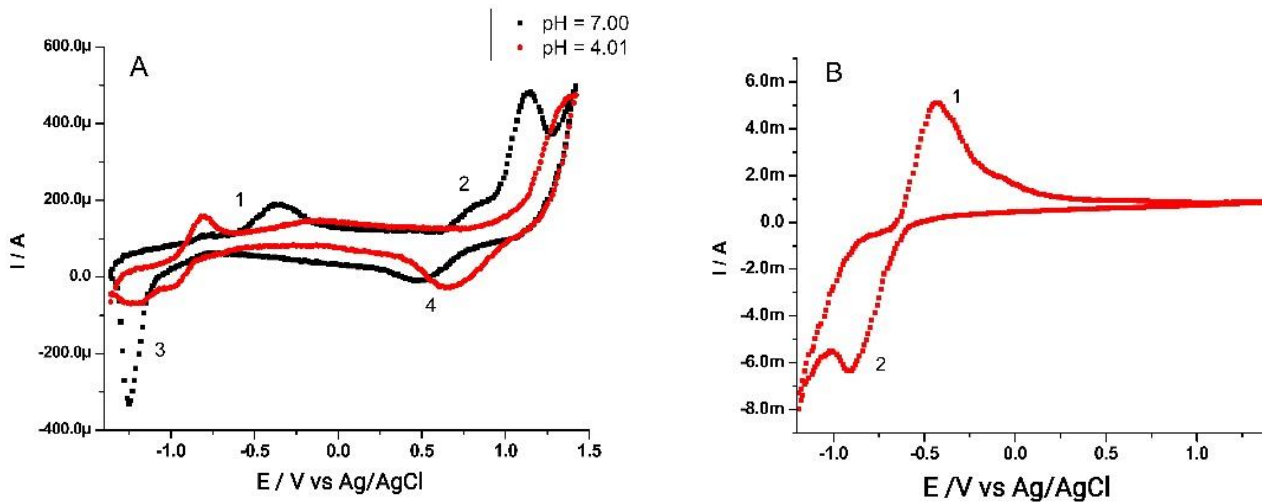 pH = 7.00
pH = 4.01
A
600.0µ
400.0µ
200.0µ
0.0
-200.0µ
-400.0µ
I / A
1
2
3
4
-1.0
-0.5
0.0
0.5
1.0
1.5
E / V vs Ag/AgCl
B
6.0m
4.0m
2.0m
0.0
-2.0m
-4.0m
-6.0m
-8.0m
I / A
1
2
-1.0
-0.5
0.0
0.5
1.0
E /V vs Ag/AgCl